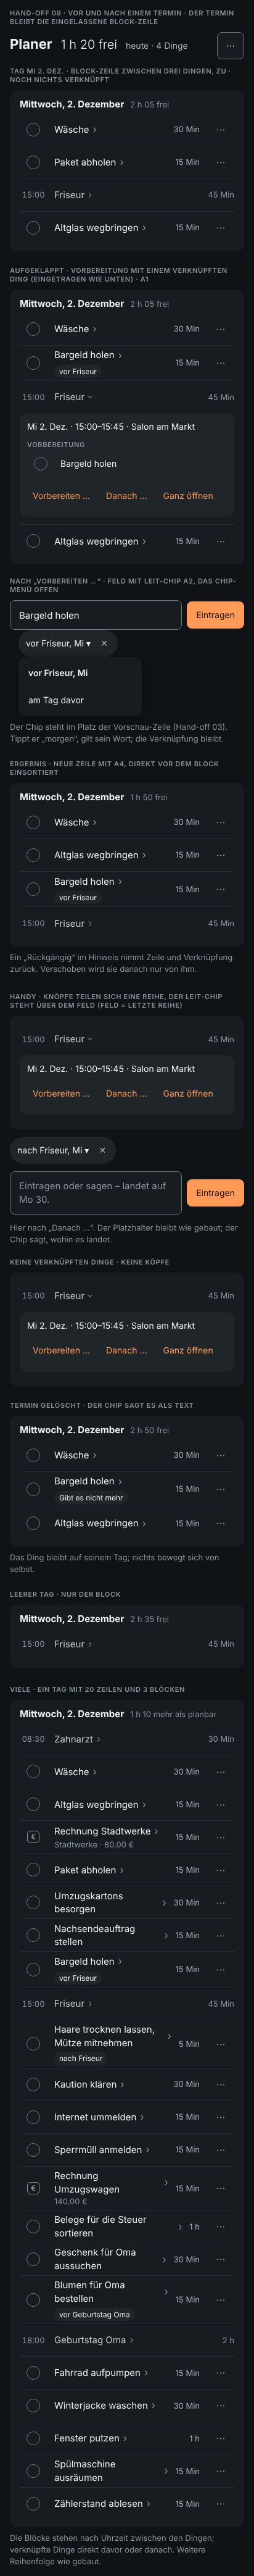 HAND-OFF 09 · VOR UND NACH EINEM TERMIN · DER TERMIN
BLEIBT DIE EINGELASSENE BLOCK-ZEILE
Planer 1 h 20 frei heute · 4 Dinge ···
TAG MI 2. DEZ. · BLOCK-ZEILE ZWISCHEN DREI DINGEN, ZU ·
NOCH NICHTS VERKNÜPFT
Mittwoch, 2. Dezember 2 h 05 frei
Wäsche › 30 Min ···
Paket abholen › 15 Min ···
15:00 Friseur › 45 Min
Altglas wegbringen › 15 Min ···
AUFGEKLAPPT · VORBEREITUNG MIT EINEM VERKNÜPFTEN
DING (EINGETRAGEN WIE UNTEN) · A1
Mittwoch, 2. Dezember 2 h 05 frei
Wäsche › 30 Min ···
Bargeld holen › 15 Min ···
vor Friseur
15:00 Friseur 45 Min
Mi 2. Dez. · 15:00–15:45 · Salon am Markt
VORBEREITUNG
Bargeld holen
Vorbereiten … Danach … Ganz öffnen
Altglas wegbringen › 15 Min ···
NACH „VORBEREITEN …“ · FELD MIT LEIT-CHIP A2, DAS CHIP-
MENÜ OFFEN
Bargeld holen Eintragen
vor Friseur, Mi ▾ ✕
vor Friseur, Mi
am Tag davor
Der Chip steht im Platz der Vorschau-Zeile (Hand-off 03).
Tippt er „morgen“, gilt sein Wort; die Verknüpfung bleibt.
ERGEBNIS · NEUE ZEILE MIT A4, DIREKT VOR DEM BLOCK
EINSORTIERT
Mittwoch, 2. Dezember 1 h 50 frei
Wäsche › 30 Min ···
Altglas wegbringen › 15 Min ···
Bargeld holen › 15 Min ···
vor Friseur
15:00 Friseur › 45 Min
Ein „Rückgängig“ im Hinweis nimmt Zeile und Verknüpfung
zurück. Verschoben wird sie danach nur von ihm.
HANDY · KNÖPFE TEILEN SICH EINE REIHE, DER LEIT-CHIP
STEHT ÜBER DEM FELD (FELD = LETZTE REIHE)
15:00 Friseur 45 Min
Mi 2. Dez. · 15:00–15:45 · Salon am Markt
Vorbereiten … Danach … Ganz öffnen
nach Friseur, Mi ▾ ✕
Eintragen oder sagen – landet auf
Mo 30.
Eintragen
Hier nach „Danach …“. Der Platzhalter bleibt wie gebaut; der
Chip sagt, wohin es landet.
KEINE VERKNÜPFTEN DINGE · KEINE KÖPFE
15:00 Friseur 45 Min
Mi 2. Dez. · 15:00–15:45 · Salon am Markt
Vorbereiten … Danach … Ganz öffnen
TERMIN GELÖSCHT · DER CHIP SAGT ES ALS TEXT
Mittwoch, 2. Dezember 2 h 50 frei
Wäsche › 30 Min ···
Bargeld holen › 15 Min ···
Gibt es nicht mehr
Altglas wegbringen › 15 Min ···
Das Ding bleibt auf seinem Tag; nichts bewegt sich von
selbst.
LEERER TAG · NUR DER BLOCK
Mittwoch, 2. Dezember 2 h 35 frei
15:00 Friseur › 45 Min
VIELE · EIN TAG MIT 20 ZEILEN UND 3 BLÖCKEN
Mittwoch, 2. Dezember 1 h 10 mehr als planbar
08:30 Zahnarzt › 30 Min
Wäsche › 30 Min ···
Altglas wegbringen › 15 Min ···
€ Rechnung Stadtwerke › 15 Min ···
Stadtwerke · 80,00 €
Paket abholen › 15 Min ···
Umzugskartons
besorgen › 30 Min ···
Nachsendeauftrag
stellen › 15 Min ···
Bargeld holen › 15 Min ···
vor Friseur
15:00 Friseur › 45 Min
Haare trocknen lassen,
Mütze mitnehmen › 5 Min ···
nach Friseur
Kaution klären › 30 Min ···
Internet ummelden › 15 Min ···
Sperrmüll anmelden › 15 Min ···
€ Rechnung
Umzugswagen › 15 Min ···
140,00 €
Belege für die Steuer
sortieren › 1 h ···
Geschenk für Oma
aussuchen › 30 Min ···
Blumen für Oma
bestellen › 15 Min ···
vor Geburtstag Oma
18:00 Geburtstag Oma › 2 h
Fahrrad aufpumpen › 15 Min ···
Winterjacke waschen › 30 Min ···
Fenster putzen › 1 h ···
Spülmaschine
ausräumen › 15 Min ···
Zählerstand ablesen › 15 Min ···
Die Blöcke stehen nach Uhrzeit zwischen den Dingen;
verknüpfte Dinge direkt davor oder danach. Weitere
Reihenfolge wie gebaut.